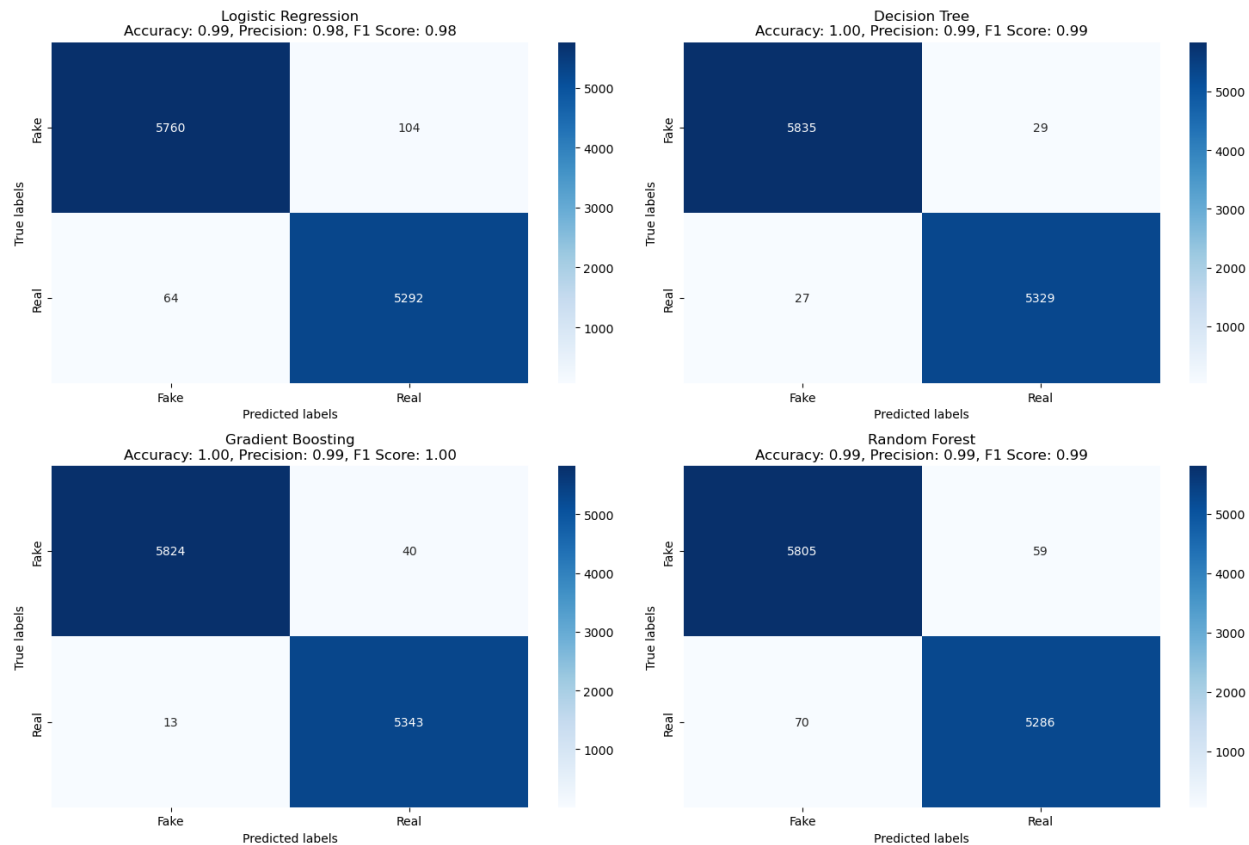 Logistic Regression
Accuracy: 0.99, Precision: 0.98, F1 Score: 0.98
5760
104
64
5292
Fake
Real
True labels
Fake
Real
Predicted labels
5000
4000
3000
2000
1000
Decision Tree
Accuracy: 1.00, Precision: 0.99, F1 Score: 0.99
5835
29
27
5329
Fake
Real
True labels
Fake
Real
Predicted labels
5000
4000
3000
2000
1000
Gradient Boosting
Accuracy: 1.00, Precision: 0.99, F1 Score: 1.00
5824
40
13
5343
Fake
Real
True labels
Fake
Real
Predicted labels
5000
4000
3000
2000
1000
Random Forest
Accuracy: 0.99, Precision: 0.99, F1 Score: 0.99
5805
59
70
5286
Fake
Real
True labels
Fake
Real
Predicted labels
5000
4000
3000
2000
1000